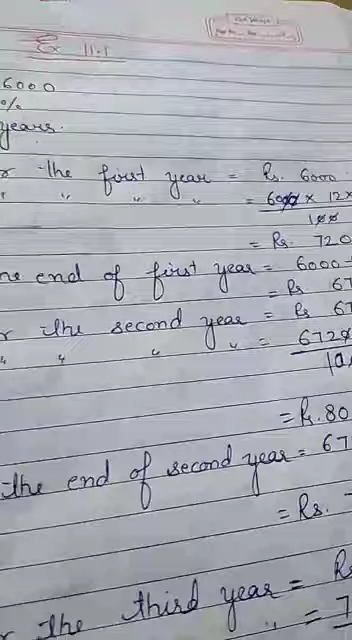 Ex 11.1
6000
%
years.
the first year = Rs. 6000
" " " " = 6000 × 12 ×
100
= Rs. 720
end of first year = 6000
= Rs 67
the second year = Rs 67
" " " " = 6720
10
= Rs. 80
the end of second year = 67
= Rs.
the third year = R
" = 7